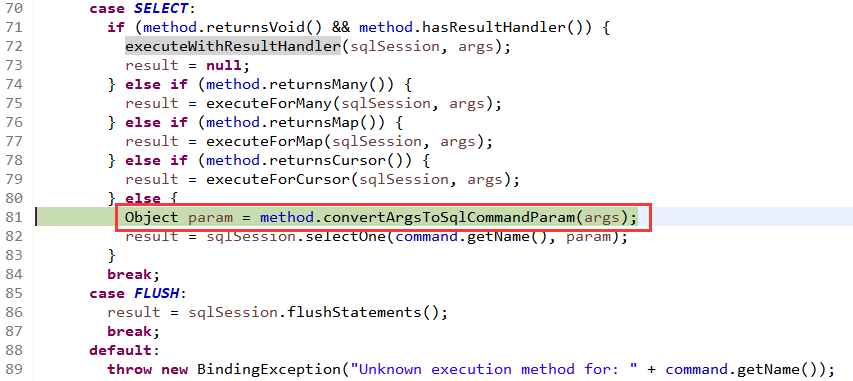 70 case SELECT:
71 if (method.returnsVoid() && method.hasResultHandler()) {
72 executeWithResultHandler(sqlSession, args);
73 result = null;
74 } else if (method.returnsMany()) {
75 result = executeForMany(sqlSession, args);
76 } else if (method.returnsMap()) {
77 result = executeForMap(sqlSession, args);
78 } else if (method.returnsCursor()) {
79 result = executeForCursor(sqlSession, args);
80 } else {
81 Object param = method.convertArgsToSqlCommandParam(args);
82 result = sqlSession.selectOne(command.getName(), param);
83 }
84 break;
85 case FLUSH:
86 result = sqlSession.flushStatements();
87 break;
88 default:
89 throw new BindingException("Unknown execution method for: " + command.getName());